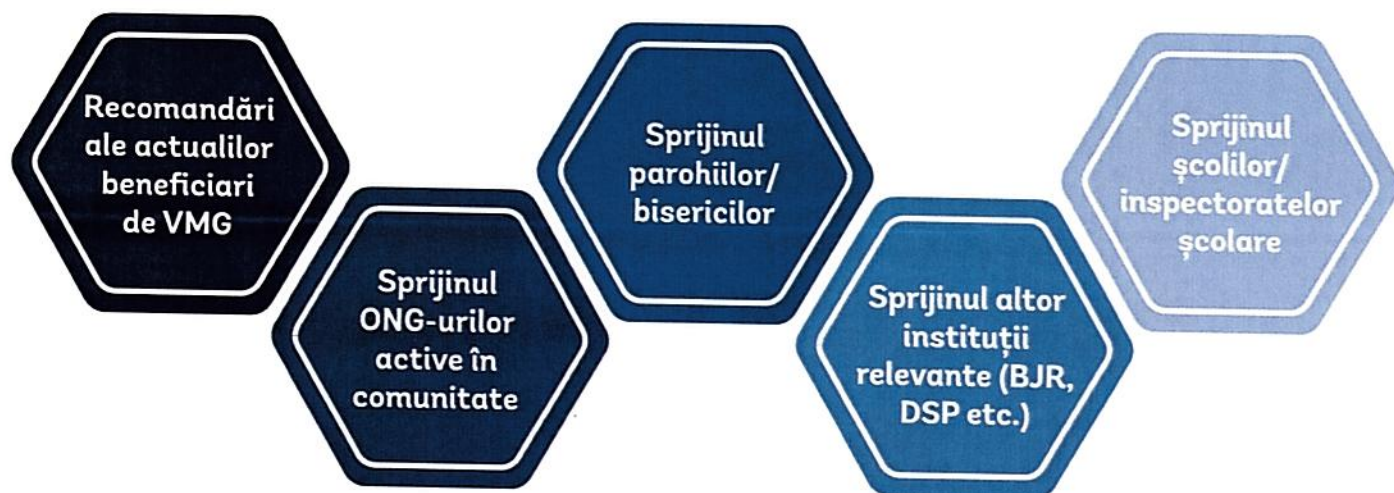 Recomandări
ale actualilor
beneficiari
de VMG
Sprijinul
ONG-urilor
active în
comunitate
Sprijinul
parohiilor/
bisericilor
Sprijinul altor
instituții
relevante (BJR,
DSP etc.)
Sprijinul
școlilor/
inspectoratelor
școlare